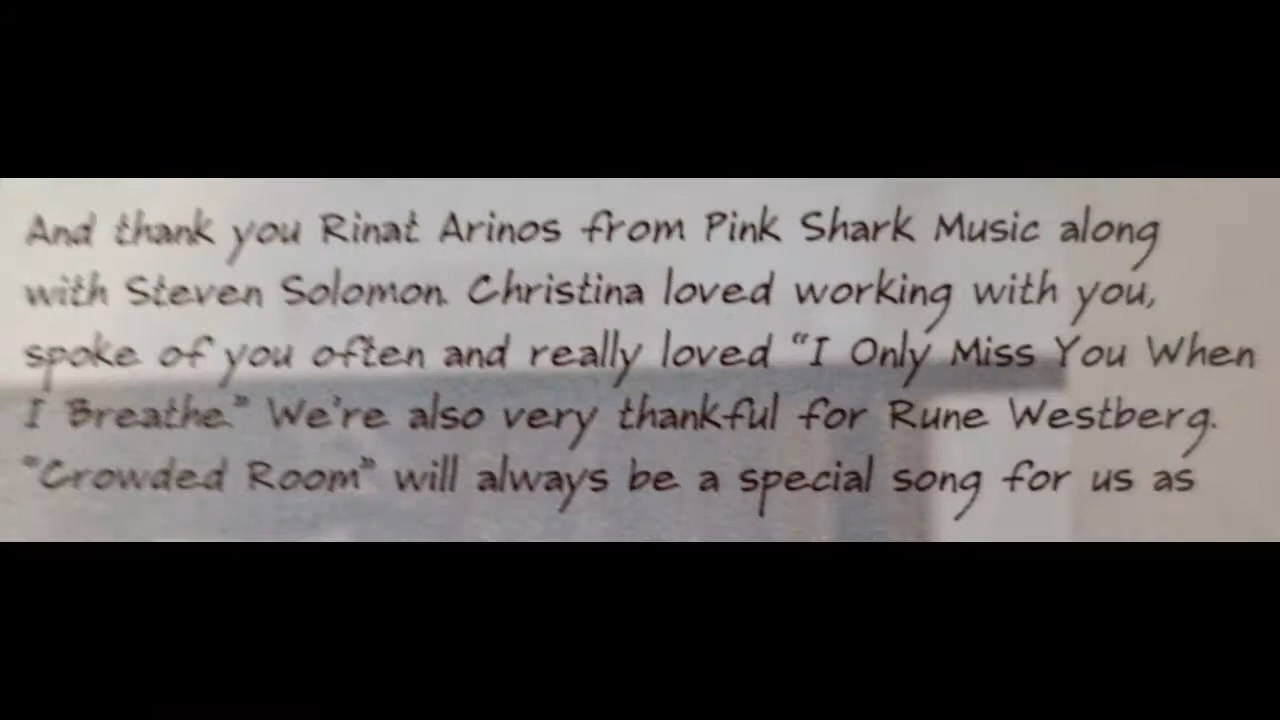 And thank you Rinat Arinos from Pink Shark Music along
with Steven Solomon. Christina loved working with you,
spoke of you often and really loved "I Only Miss You When
I Breathe." We're also very thankful for Rune Westberg.
"Crowded Room" will always be a special song for us as